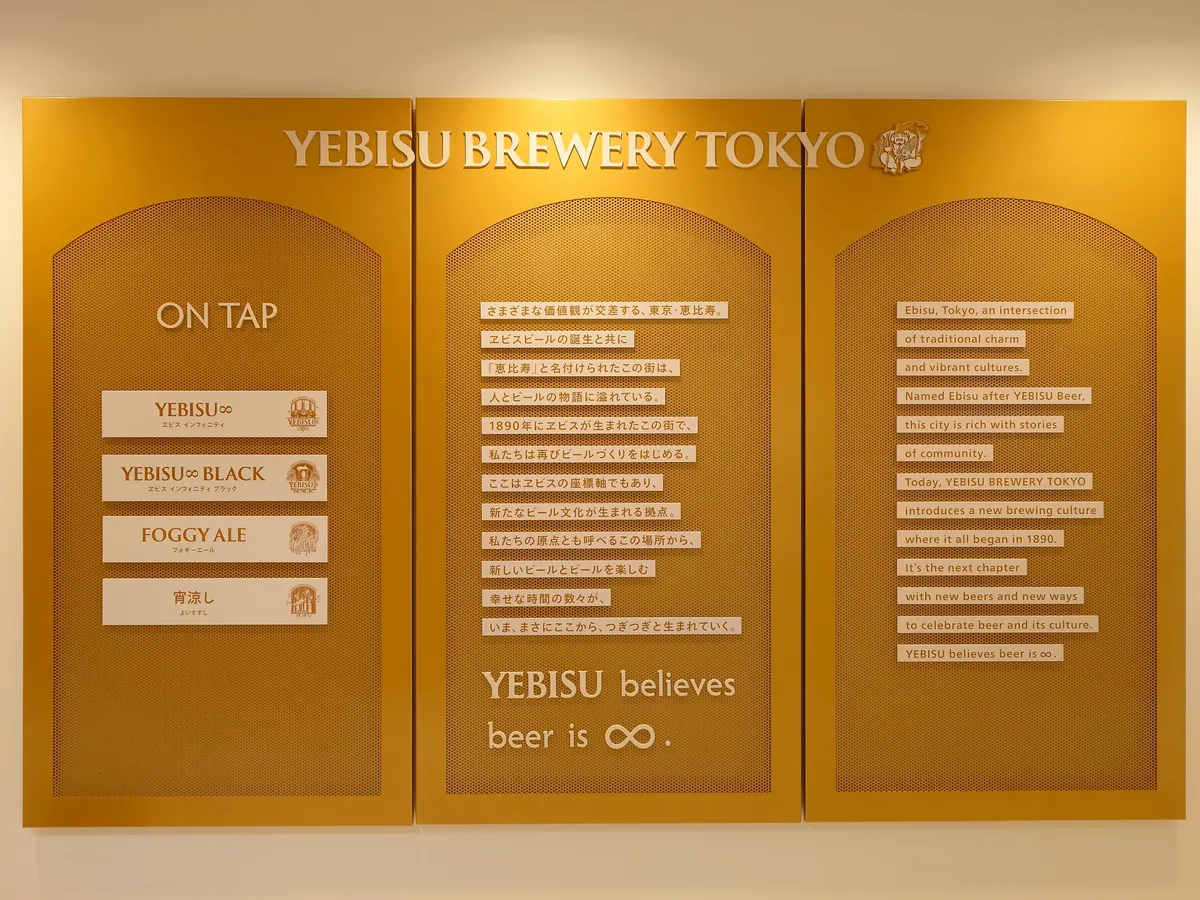 YEBISU BREWERY TOKYO
ON TAP
YEBISU∞
ヱビス インフィニティ
YEBISU∞ BLACK
ヱビス インフィニティ ブラック
FOGGY ALE
フォギーエール
宵涼し
よいすずし
さまざまな価値観が交差する、東京・恵比寿。
ヱビスビールの誕生と共に
「恵比寿」と名付けられたこの街は、
人とビールの物語に溢れている。
1890年にヱビスが生まれたこの街で、
私たちは再びビールづくりをはじめる。
ここはヱビスの座標軸でもあり、
新たなビール文化が生まれる拠点。
私たちの原点とも呼べるこの場所から、
新しいビールとビールを楽しむ
幸せな時間の数々が、
いま、まさにここから、つぎつぎと生まれていく。
YEBISU believes
beer is ∞.
Ebisu, Tokyo, an intersection
of traditional charm
and vibrant cultures.
Named Ebisu after YEBISU Beer,
this city is rich with stories
of community.
Today, YEBISU BREWERY TOKYO
introduces a new brewing culture
where it all began in 1890.
It's the next chapter
with new beers and new ways
to celebrate beer and its culture.
YEBISU believes beer is ∞.